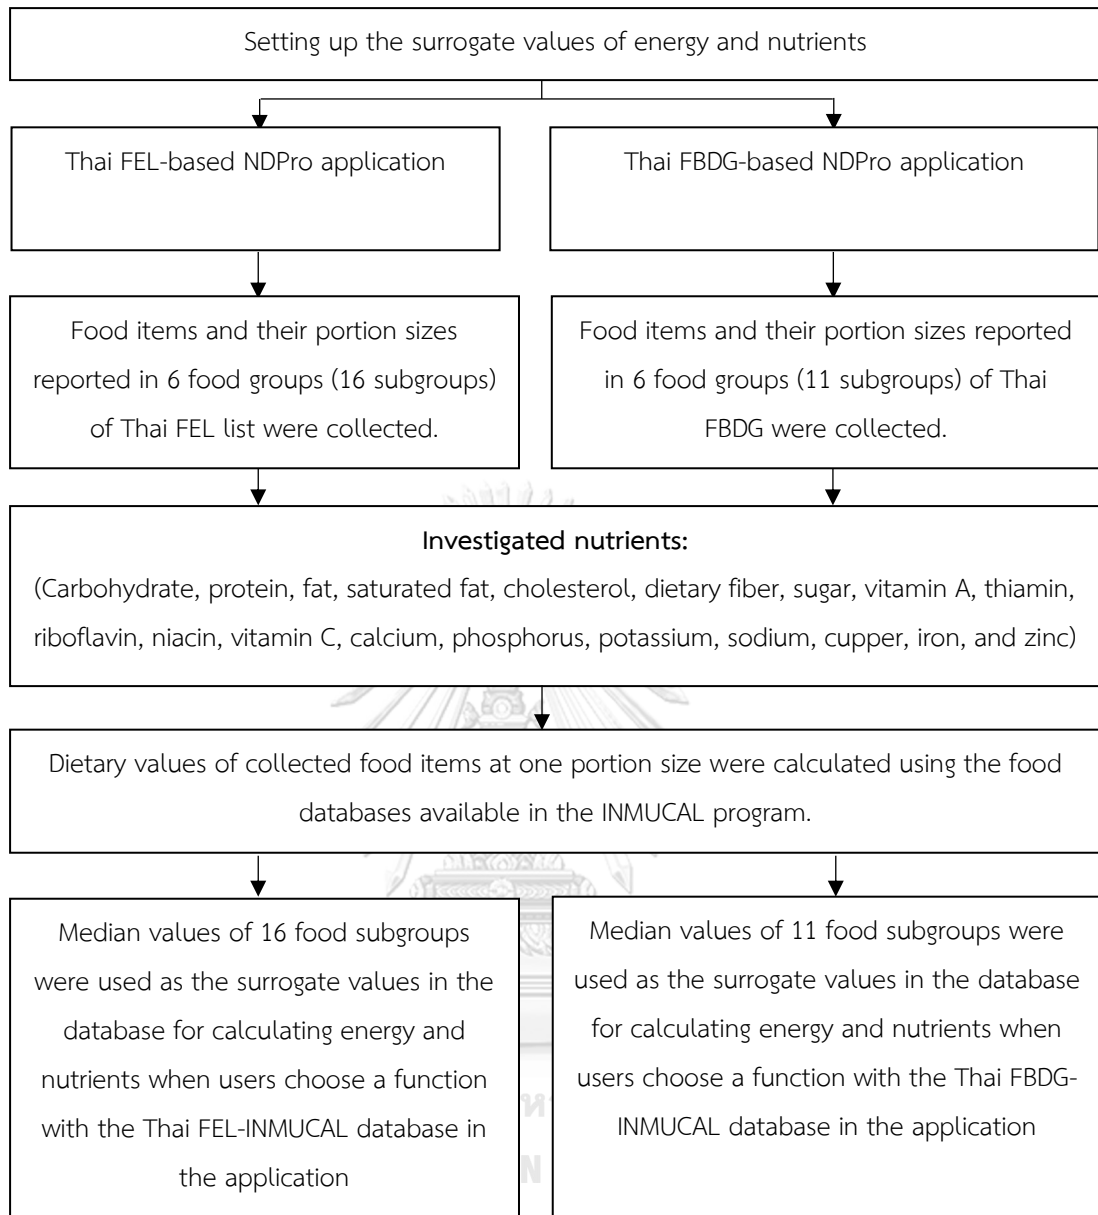 Setting up the surrogate values of energy and nutrients
Thai FEL-based NDPro application
Thai FBDG-based NDPro application
Food items and their portion sizes
reported in 6 food groups (16 subgroups)
of Thai FEL list were collected.
Food items and their portion sizes reported
in 6 food groups (11 subgroups) of Thai
FBDG were collected.
Investigated nutrients:
(Carbohydrate, protein, fat, saturated fat, cholesterol, dietary fiber, sugar, vitamin A, thiamin,
riboflavin, niacin, vitamin C, calcium, phosphorus, potassium, sodium, cupper, iron, and zinc)
Dietary values of collected food items at one portion size were calculated using the food
databases available in the INMUCAL program.
Median values of 16 food subgroups
were used as the surrogate values in the
database for calculating energy and
nutrients when users choose a function
with the Thai FEL-INMUCAL database in
the application
Median values of 11 food subgroups were
used as the surrogate values in the database
for calculating energy and nutrients when
users choose a function with the Thai FBDG-
INMUCAL database in the application